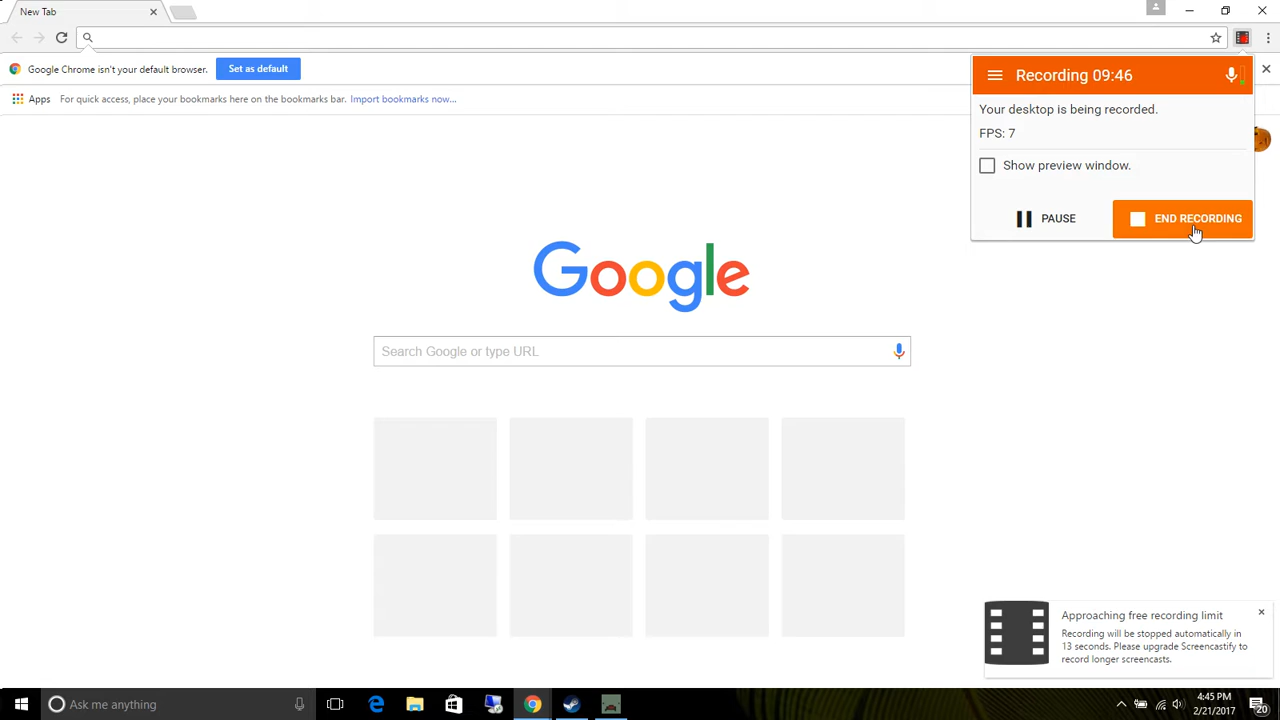 New Tab
Google Chrome isn't your default browser.
Set as default
Apps
For quick access, place your bookmarks here on the bookmarks bar.
Import bookmarks now...
Recording 09:46
Your desktop is being recorded.
FPS: 7
Show preview window.
PAUSE
END RECORDING
Google
Search Google or type URL
Approaching free recording limit
Recording will be stopped automatically in
13 seconds. Please upgrade Screencastify to
record longer screencasts.
Ask me anything
4:45 PM
2/21/2017
20